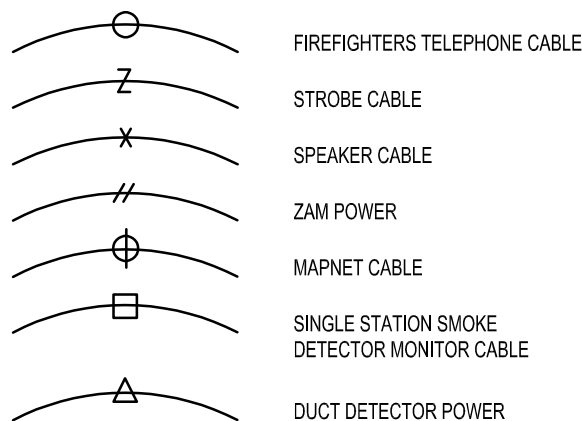 FIREFIGHTERS TELEPHONE CABLE
Z
STROBE CABLE
X
SPEAKER CABLE
//
ZAM POWER
MAPNET CABLE
SINGLE STATION SMOKE
DETECTOR MONITOR CABLE
DUCT DETECTOR POWER